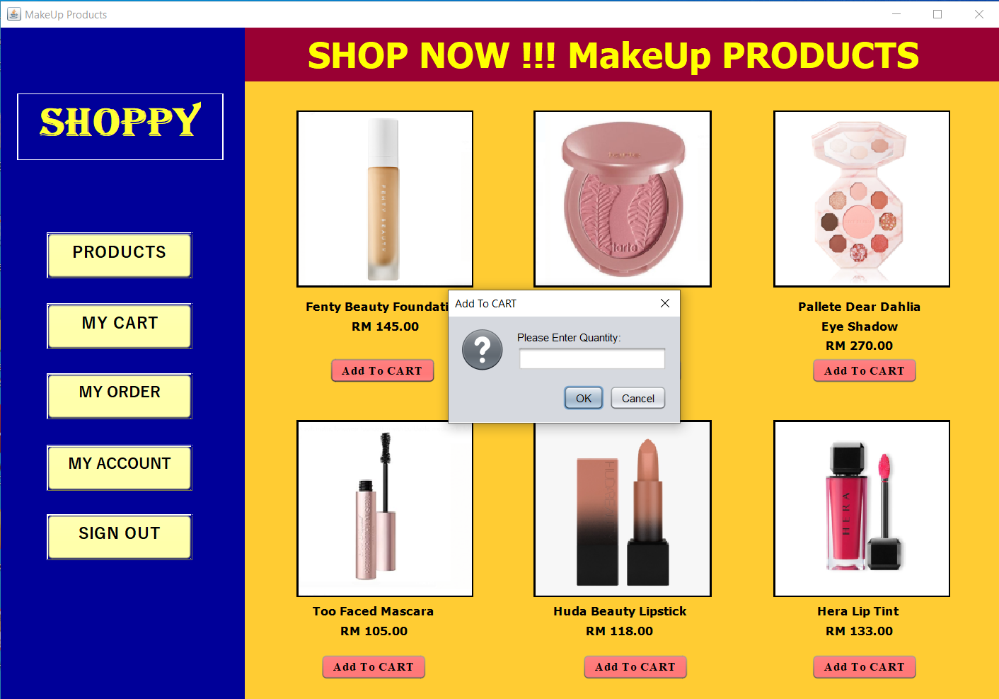 MakeUp Products
SHOP NOW !!! MakeUp PRODUCTS
SHOPPY
PRODUCTS
MY CART
MY ORDER
MY ACCOUNT
SIGN OUT
FENTY BEAUTY
tarte
tarte
Fenty Beauty Foundati
RM 145.00
Add To CART
Pallete Dear Dahlia
Eye Shadow
RM 270.00
Add To CART
Add To CART
Please Enter Quantity:
?
OK
Cancel
HERA
Too Faced Mascara
RM 105.00
Add To CART
Huda Beauty Lipstick
RM 118.00
Add To CART
Hera Lip Tint
RM 133.00
Add To CART